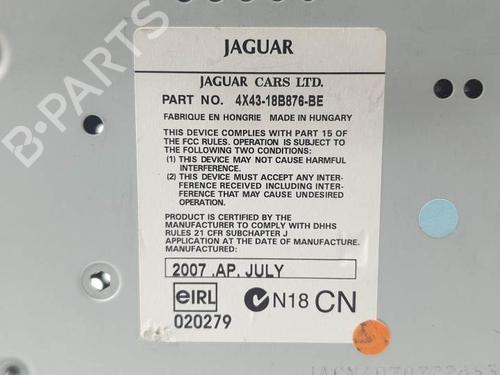 JAGUAR
JAGUAR CARS LTD.
PART NO. 4X43-18B876-BE
FABRIQUE EN HONGRIE MADE IN HUNGARY
THIS DEVICE COMPLIES WITH PART 15 OF
THE FCC RULES. OPERATION IS SUBJECT TO
THE FOLLOWING TWO CONDITIONS:
(1) THIS DEVICE MAY NOT CAUSE HARMFUL
INTERFERENCE.
(2) THIS DEVICE MUST ACCEPT ANY INTER-
FERENCE RECEIVED INCLUDING INTER-
FERENCE THAT MAY CAUSE UNDESIRED
OPERATION.
PRODUCT IS CERTIFIED BY THE
MANUFACTURER TO COMPLY WITH DHHS
RULES 21 CFR SUBCHAPTER J
APPLICATION AT THE DATE OF MANUFACTURE.
MANUFACTURED:
2007 .AP. JULY
eIRL N18 CN
020279
B-PARTS